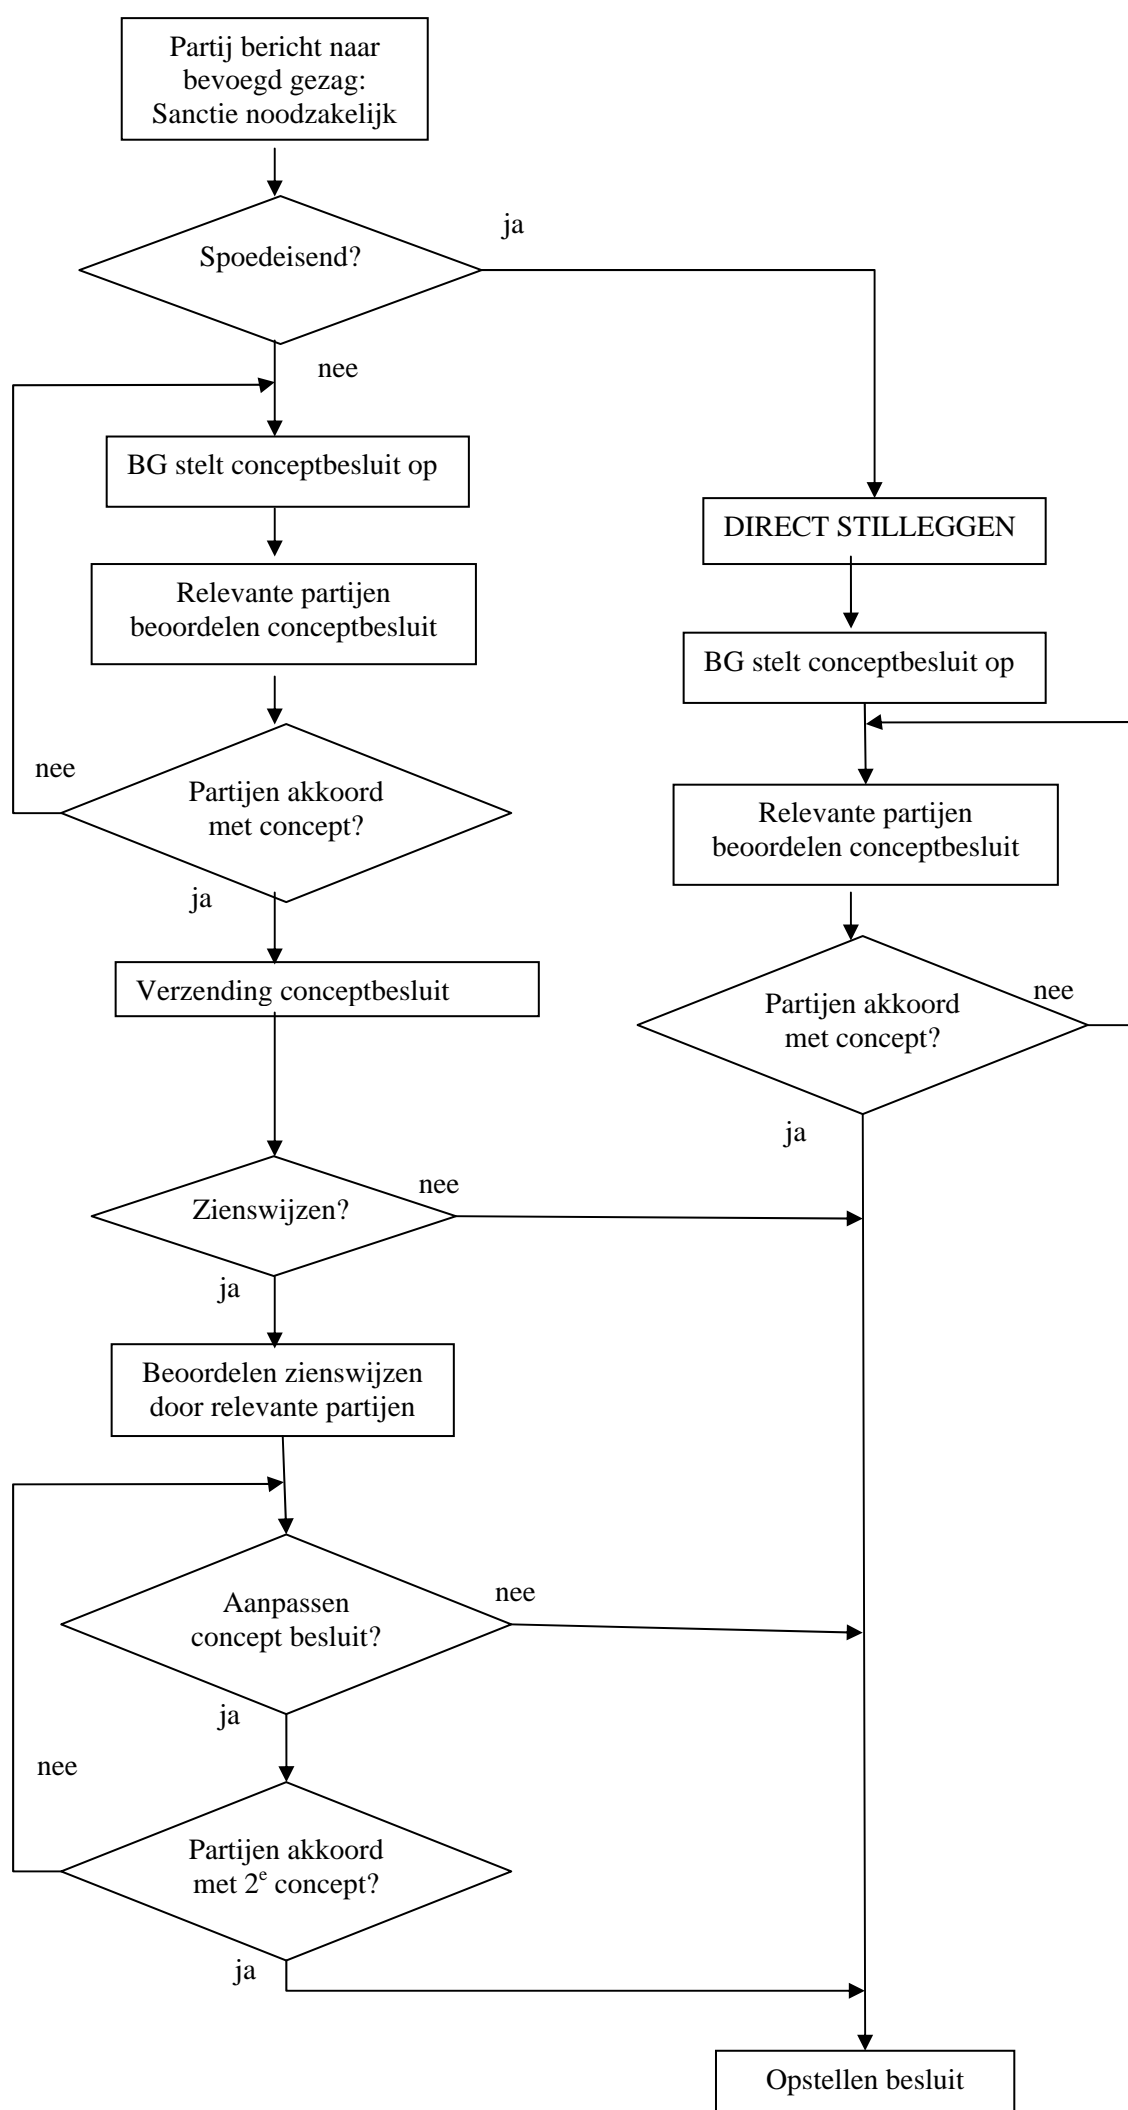 Partij bericht naar
bevoegd gezag:
Sanctie noodzakelijk
ja
Spoedeisend?
nee
BG stelt conceptbesluit op
DIRECT STILLEGGEN
Relevante partijen
beoordelen conceptbesluit
BG stelt conceptbesluit op
nee
Partijen akkoord
met concept?
Relevante partijen
beoordelen conceptbesluit
ja
Verzending conceptbesluit
nee
Partijen akkoord
met concept?
ja
nee
Zienswijzen?
ja
Beoordelen zienswijzen
door relevante partijen
nee
Aanpassen
concept besluit?
ja
nee
Partijen akkoord
met 2e concept?
ja
Opstellen besluit